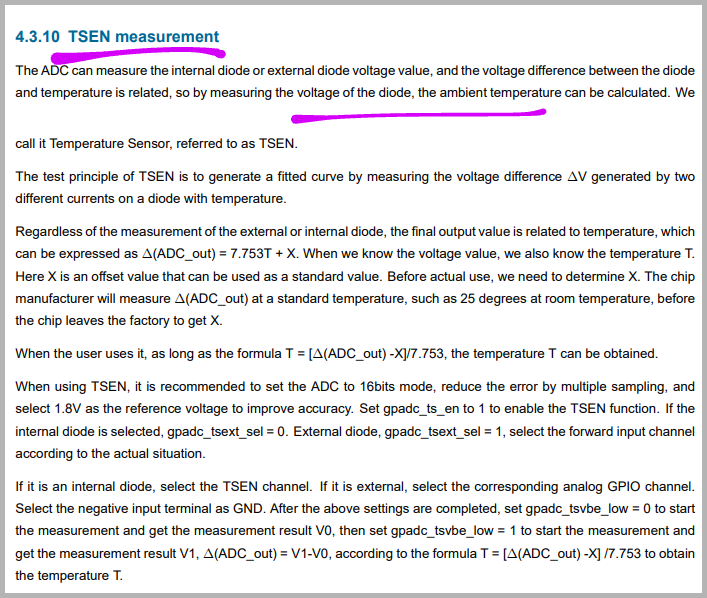 4.3.10 TSEN measurement
The ADC can measure the internal diode or external diode voltage value, and the voltage difference between the diode
and temperature is related, so by measuring the voltage of the diode, the ambient temperature can be calculated. We
call it Temperature Sensor, referred to as TSEN.
The test principle of TSEN is to generate a fitted curve by measuring the voltage difference △V generated by two
different currents on a diode with temperature.
Regardless of the measurement of the external or internal diode, the final output value is related to temperature, which
can be expressed as △(ADC_out) = 7.753T + X. When we know the voltage value, we also know the temperature T.
Here X is an offset value that can be used as a standard value. Before actual use, we need to determine X. The chip
manufacturer will measure △(ADC_out) at a standard temperature, such as 25 degrees at room temperature, before
the chip leaves the factory to get X.
When the user uses it, as long as the formula T = [△(ADC_out) -X]/7.753, the temperature T can be obtained.
When using TSEN, it is recommended to set the ADC to 16bits mode, reduce the error by multiple sampling, and
select 1.8V as the reference voltage to improve accuracy. Set gpadc_ts_en to 1 to enable the TSEN function. If the
internal diode is selected, gpadc_tsext_sel = 0. External diode, gpadc_tsext_sel = 1, select the forward input channel
according to the actual situation.
If it is an internal diode, select the TSEN channel. If it is external, select the corresponding analog GPIO channel.
Select the negative input terminal as GND. After the above settings are completed, set gpadc_tsvbe_low = 0 to start
the measurement and get the measurement result V0, then set gpadc_tsvbe_low = 1 to start the measurement and
get the measurement result V1, △(ADC_out) = V1-V0, according to the formula T = [△(ADC_out) -X] /7.753 to obtain
the temperature T.